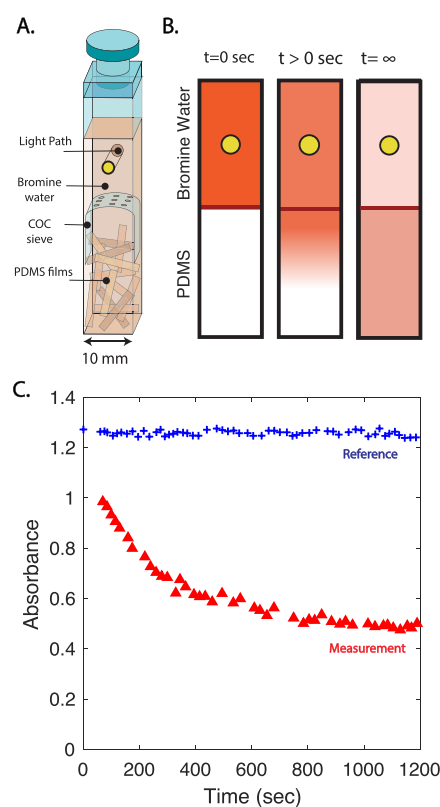 A.
Light Path
Bromine
water
COC
sieve
PDMS films
10 mm
B.
t=0 sec
t > 0 sec
t= ∞
Bromine Water
PDMS
C.
1.4
1.2
1
0.8
0.6
0.4
0.2
0
Absorbance
Reference
Measurement
0
200
400
600
800
1000
1200
Time (sec)